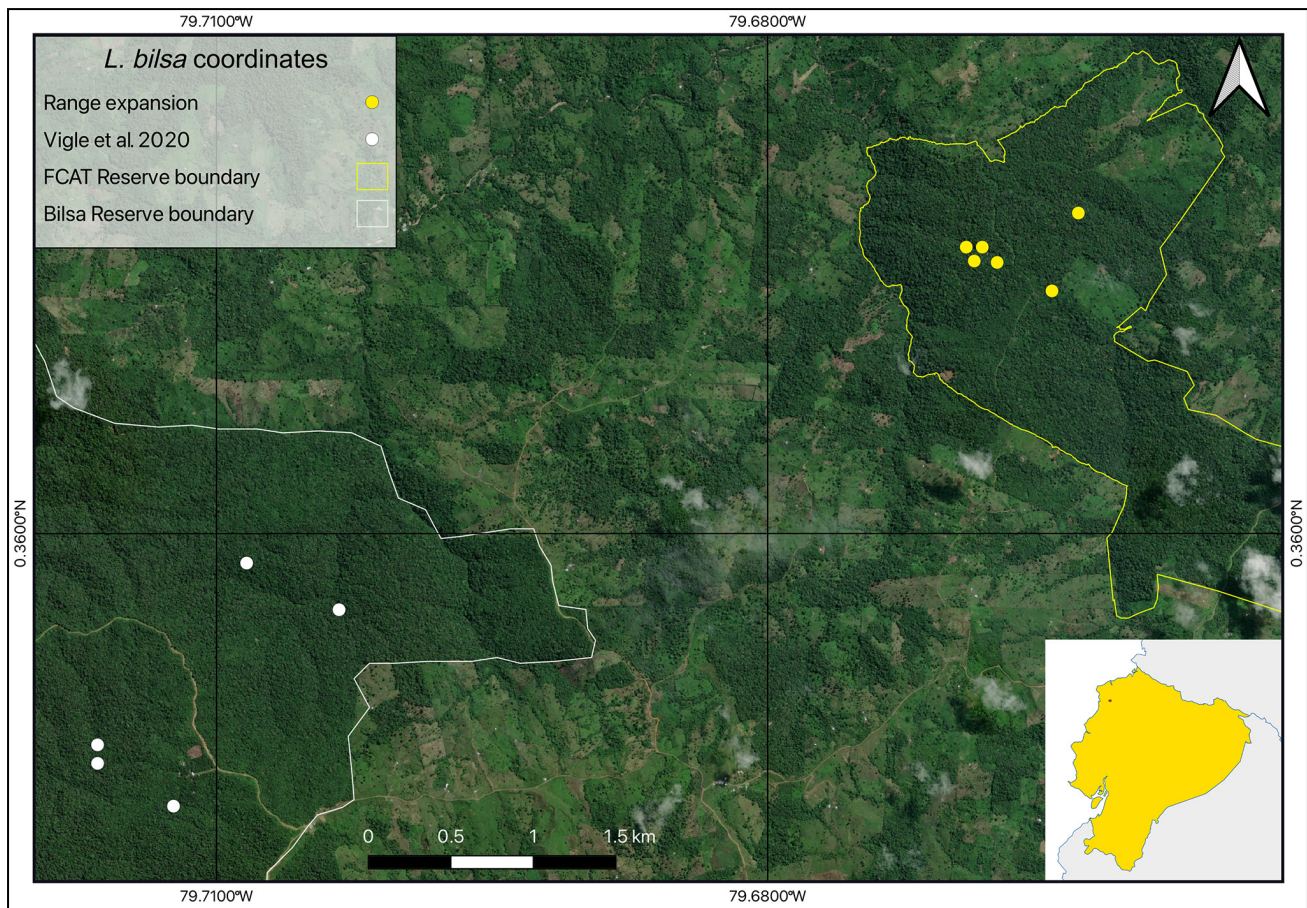 79.7100°W 79.6800°W
L. bilsa coordinates
Range expansion
Vigle et al. 2020
FCAT Reserve boundary
Bilsa Reserve boundary
0.3600°N 0.3600°N
0 0.5 1 1.5 km
79.7100°W 79.6800°W